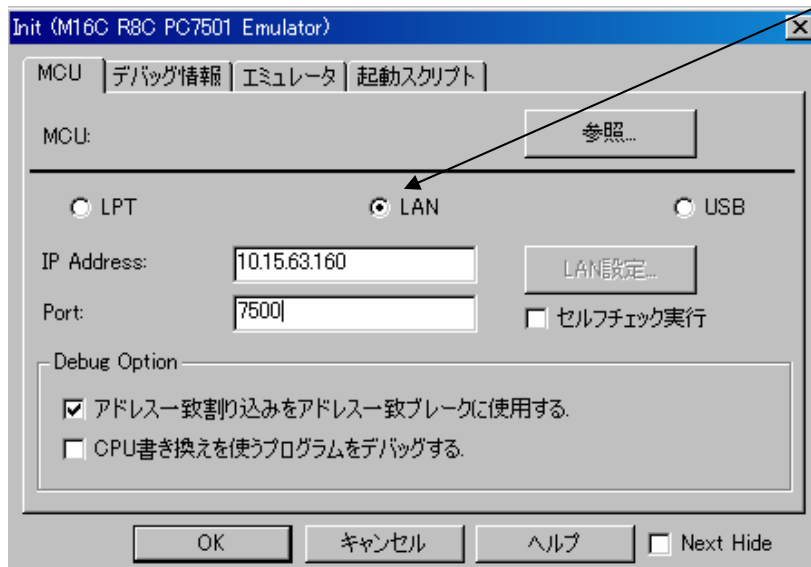 Init (M16C R8C PC7501 Emulator)
MCU デバッグ情報 エミュレータ 起動スクリプト
MCU: 参照...
LPT LAN USB
IP Address: 10.15.63.160 LAN設定...
Port: 7500 セルフチェック実行
Debug Option
アドレス一致割り込みをアドレス一致ブレークに使用する.
CPU書き換えを使うプログラムをデバッグする.
OK キャンセル ヘルプ Next Hide